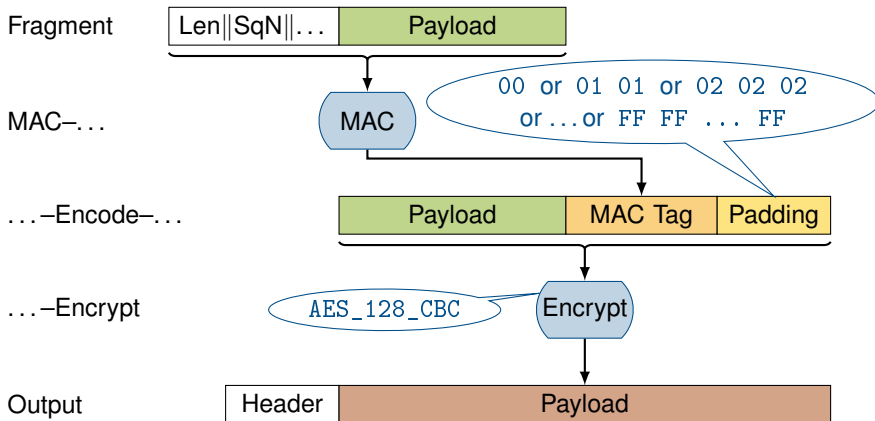 Fragment
Len||SqN||... Payload
00 or 01 01 or 02 02 02
or ... or FF FF ... FF
MAC–...
MAC
...–Encode–...
Payload MAC Tag Padding
...–Encrypt
AES_128_CBC
Encrypt
Output
Header Payload